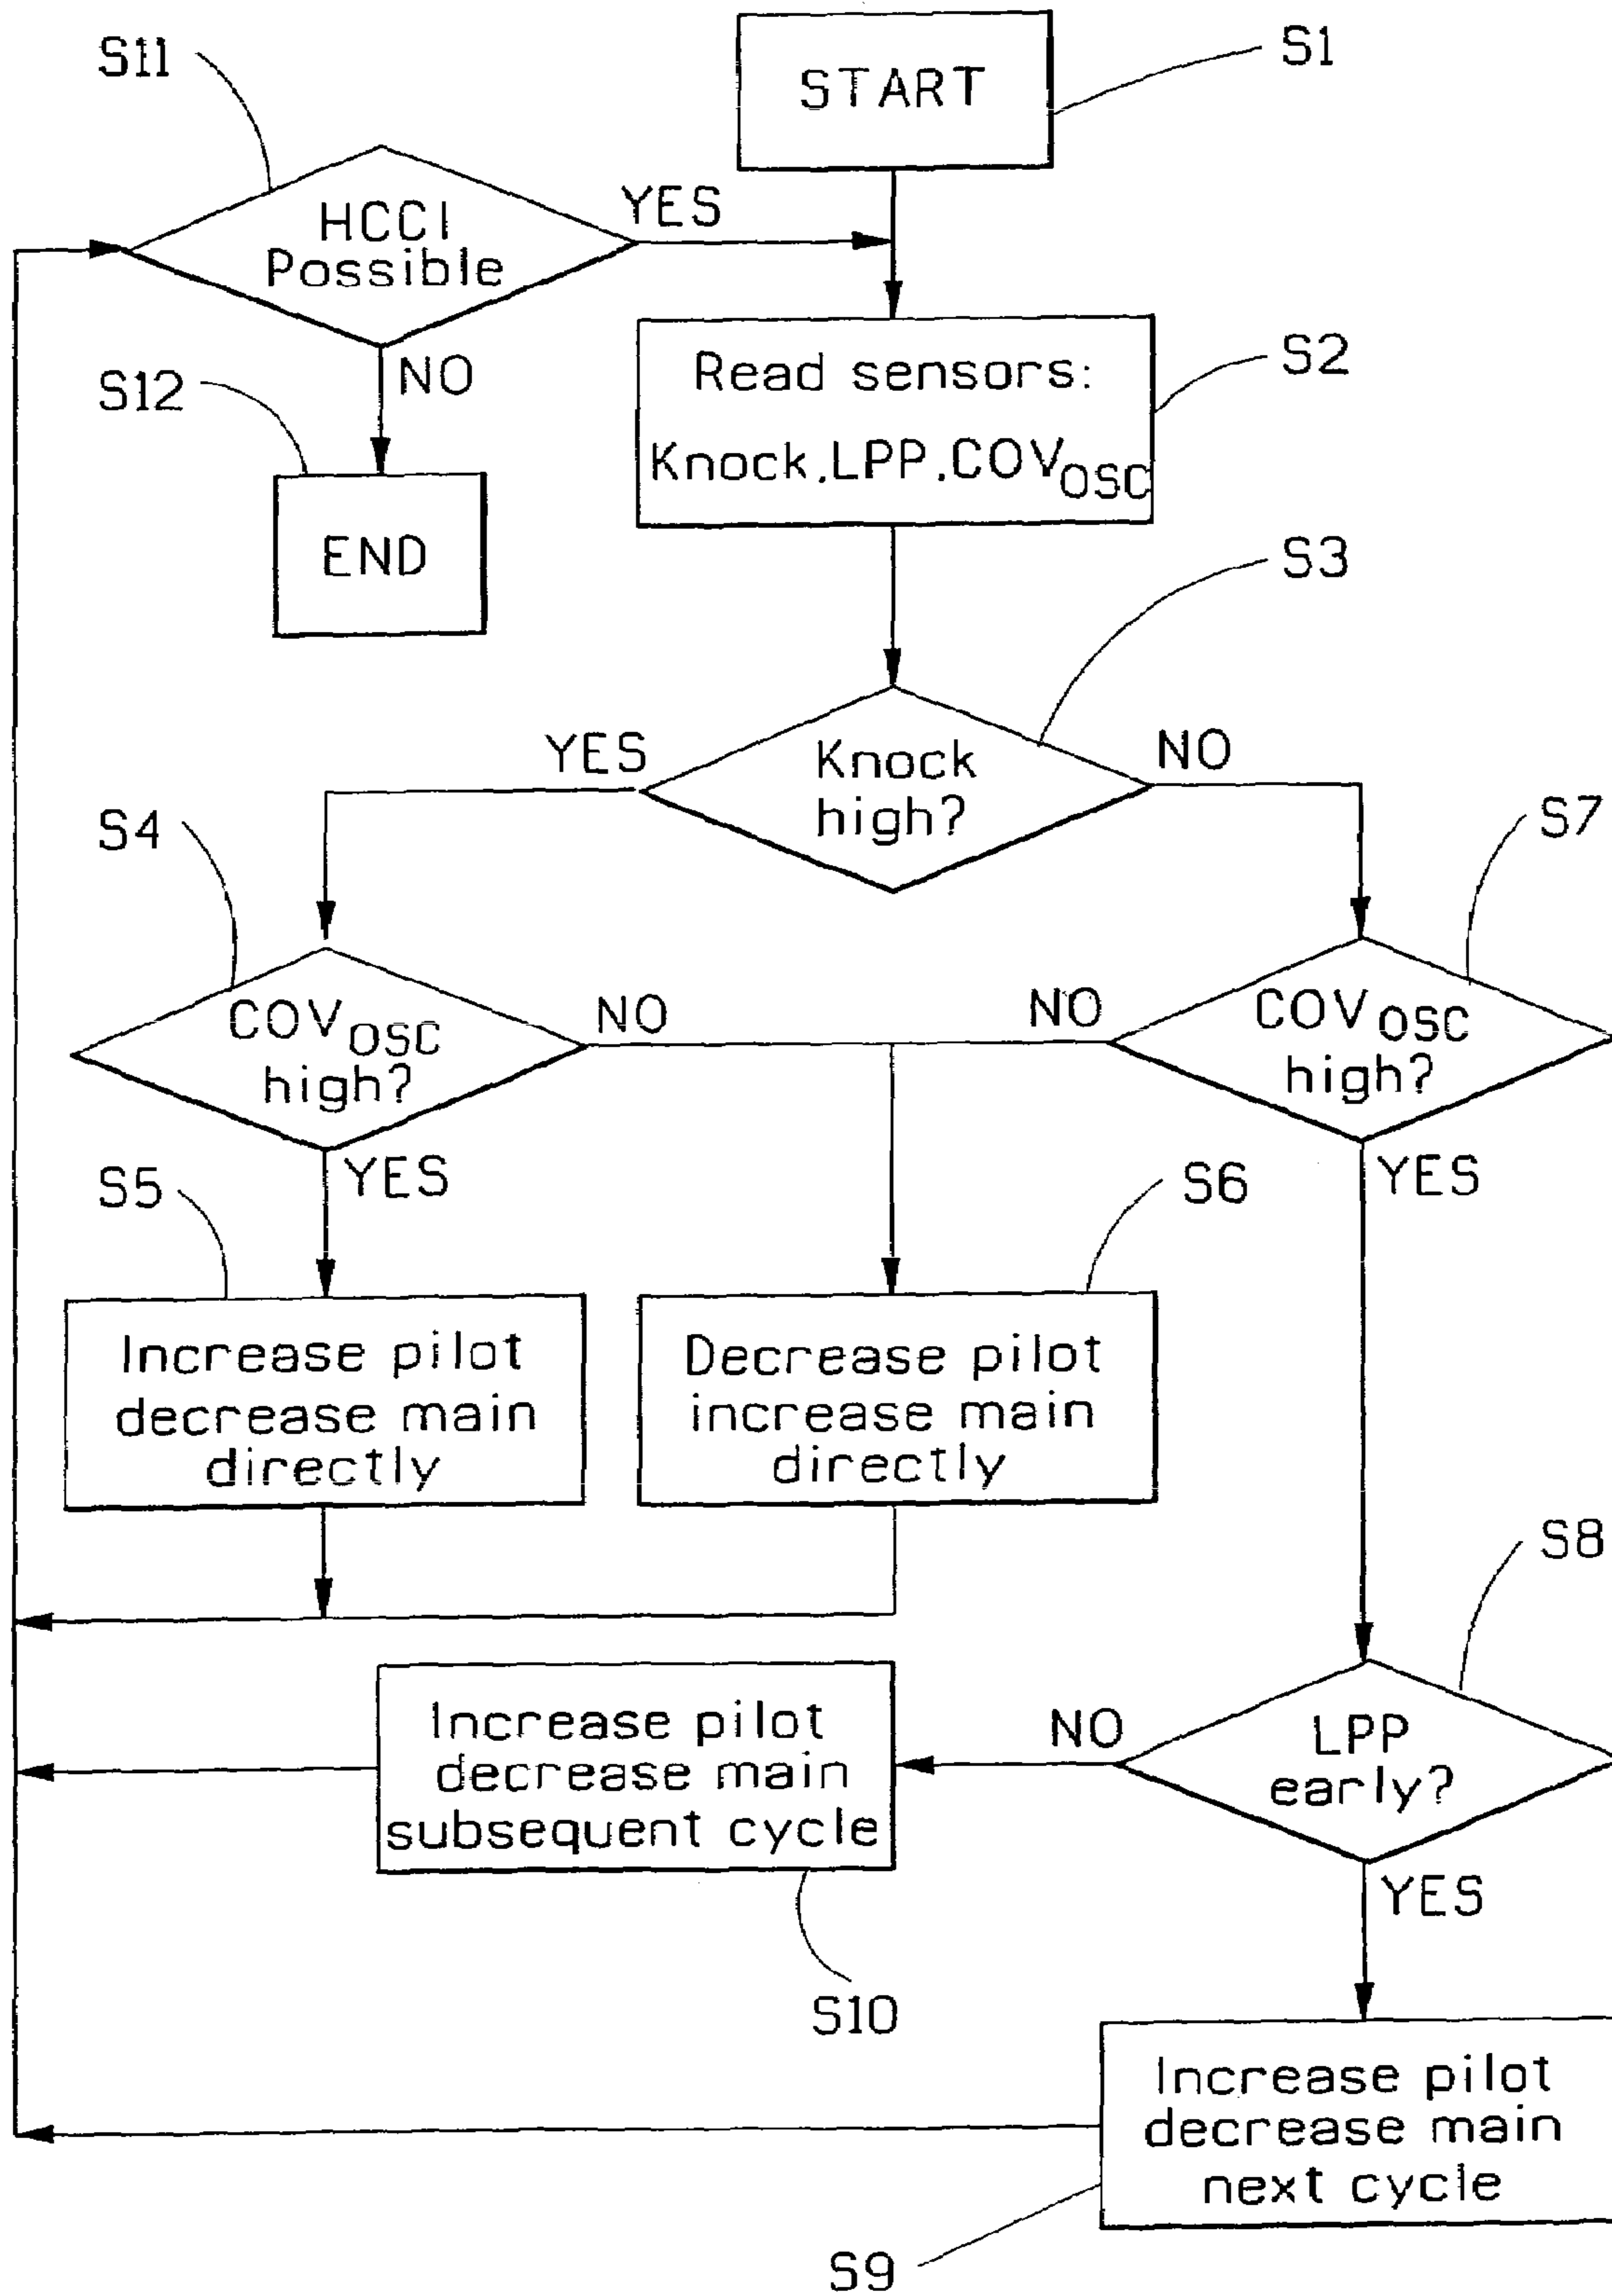 S11
S1
START
YES
HCCI
Possible
S2
NO
S12
Read sensors:
Knock,LPP,COVOSC
END
S3
YES
Knock
high?
NO
S4
S7
COVOSC
high?
NO
NO
COVOSC
high?
YES
YES
S5
S6
Increase pilot
decrease main
directly
Decrease pilot
increase main
directly
S8
Increase pilot
decrease main
subsequent cycle
NO
LPP
early?
YES
S10
Increase pilot
decrease main
next cycle
S9